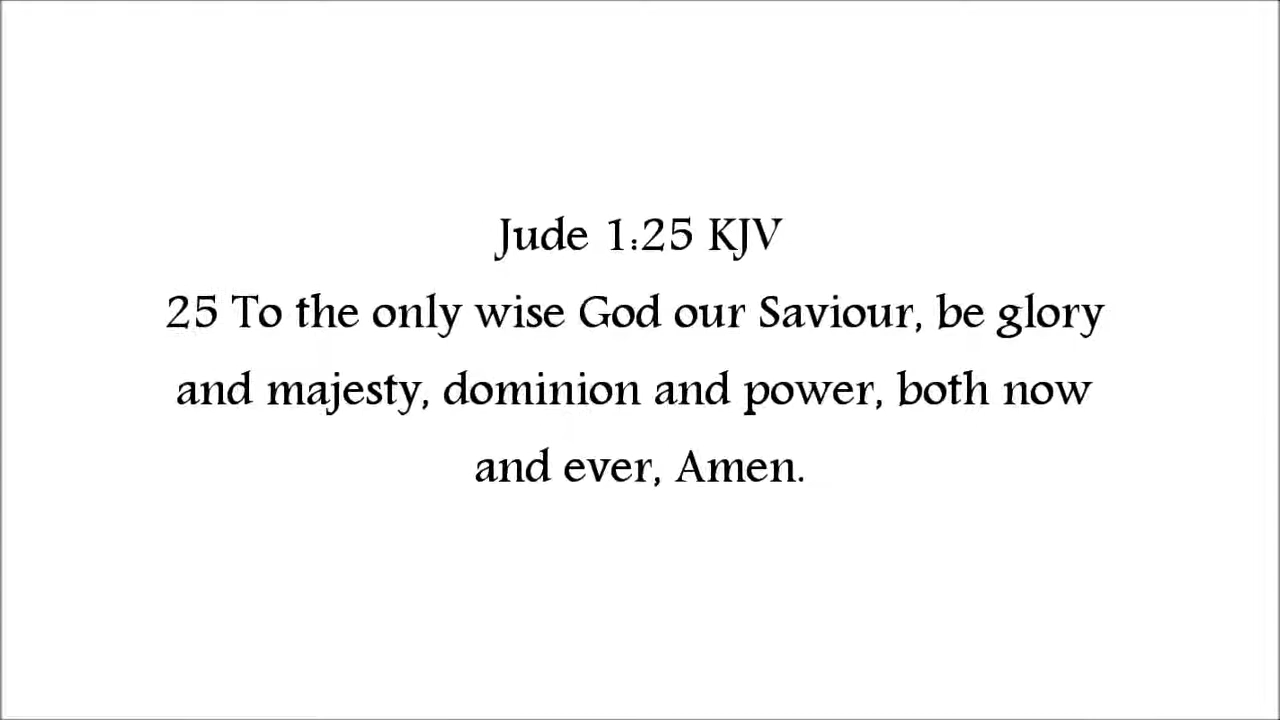 Jude 1:25 KJV
25 To the only wise God our Saviour, be glory
and majesty, dominion and power, both now
and ever, Amen.